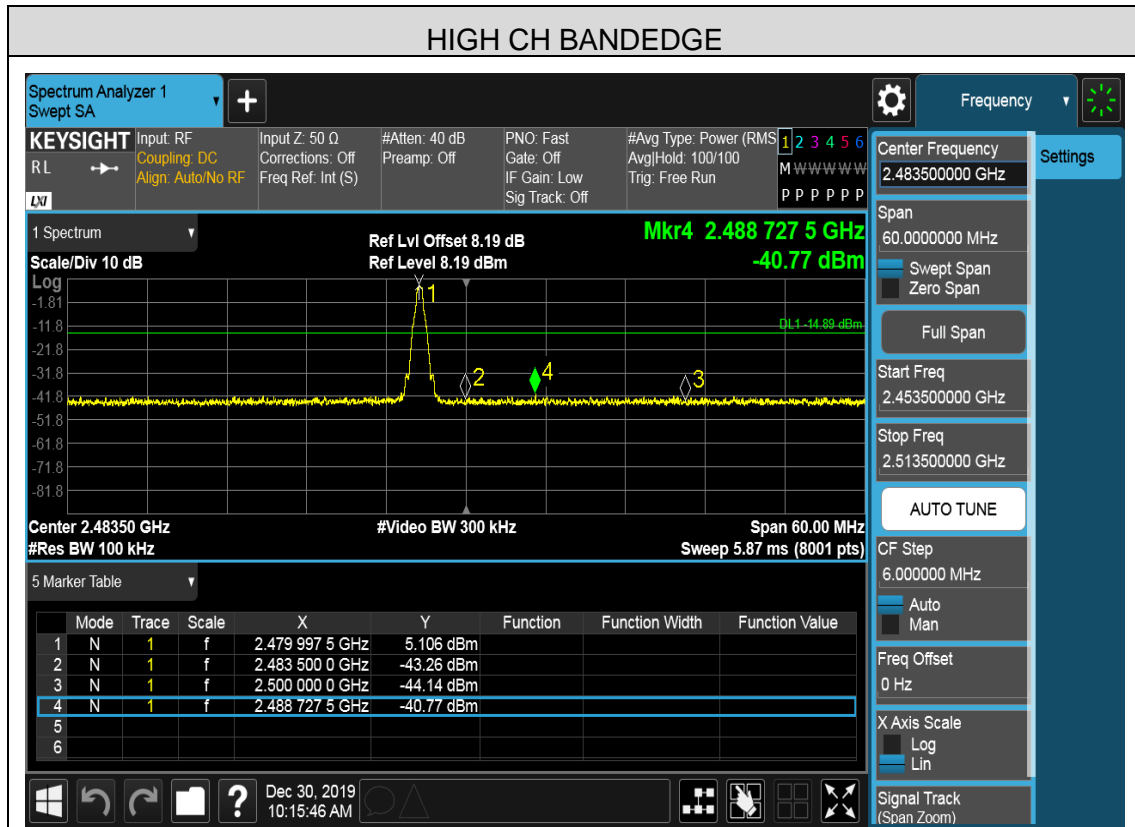 HIGH CH BANDEDGE
Spectrum Analyzer 1
Swept SA
+
Frequency
KEYSIGHT
RL
LXI
Input: RF
Coupling: DC
Align: Auto/No RF
Input Z: 50 Ω
Corrections: Off
Freq Ref: Int (S)
#Atten: 40 dB
Preamp: Off
PNO: Fast
Gate: Off
IF Gain: Low
Sig Track: Off
#Avg Type: Power (RMS
Avg|Hold: 100/100
Trig: Free Run
1 2 3 4 5 6
M W W W W W
P P P P P P
1 Spectrum
Scale/Div 10 dB
Ref Lvl Offset 8.19 dB
Ref Level 8.19 dBm
Mkr4 2.488 727 5 GHz
-40.77 dBm
Log
-1.81
-11.8
-21.8
-31.8
-41.8
-51.8
-61.8
-71.8
-81.8
1
2
4
3
DL1 -14.89 dBm
Center 2.48350 GHz
#Video BW 300 kHz
Span 60.00 MHz
#Res BW 100 kHz
Sweep 5.87 ms (8001 pts)
5 Marker Table
Mode Trace Scale X Y Function Function Width Function Value
1 N 1 f 2.479 997 5 GHz 5.106 dBm
2 N 1 f 2.483 500 0 GHz -43.26 dBm
3 N 1 f 2.500 000 0 GHz -44.14 dBm
4 N 1 f 2.488 727 5 GHz -40.77 dBm
5
6
?
Dec 30, 2019
10:15:46 AM
Center Frequency
2.483500000 GHz
Settings
Span
60.0000000 MHz
Swept Span
Zero Span
Full Span
Start Freq
2.453500000 GHz
Stop Freq
2.513500000 GHz
AUTO TUNE
CF Step
6.000000 MHz
Auto
Man
Freq Offset
0 Hz
X Axis Scale
Log
Lin
Signal Track
(Span Zoom)